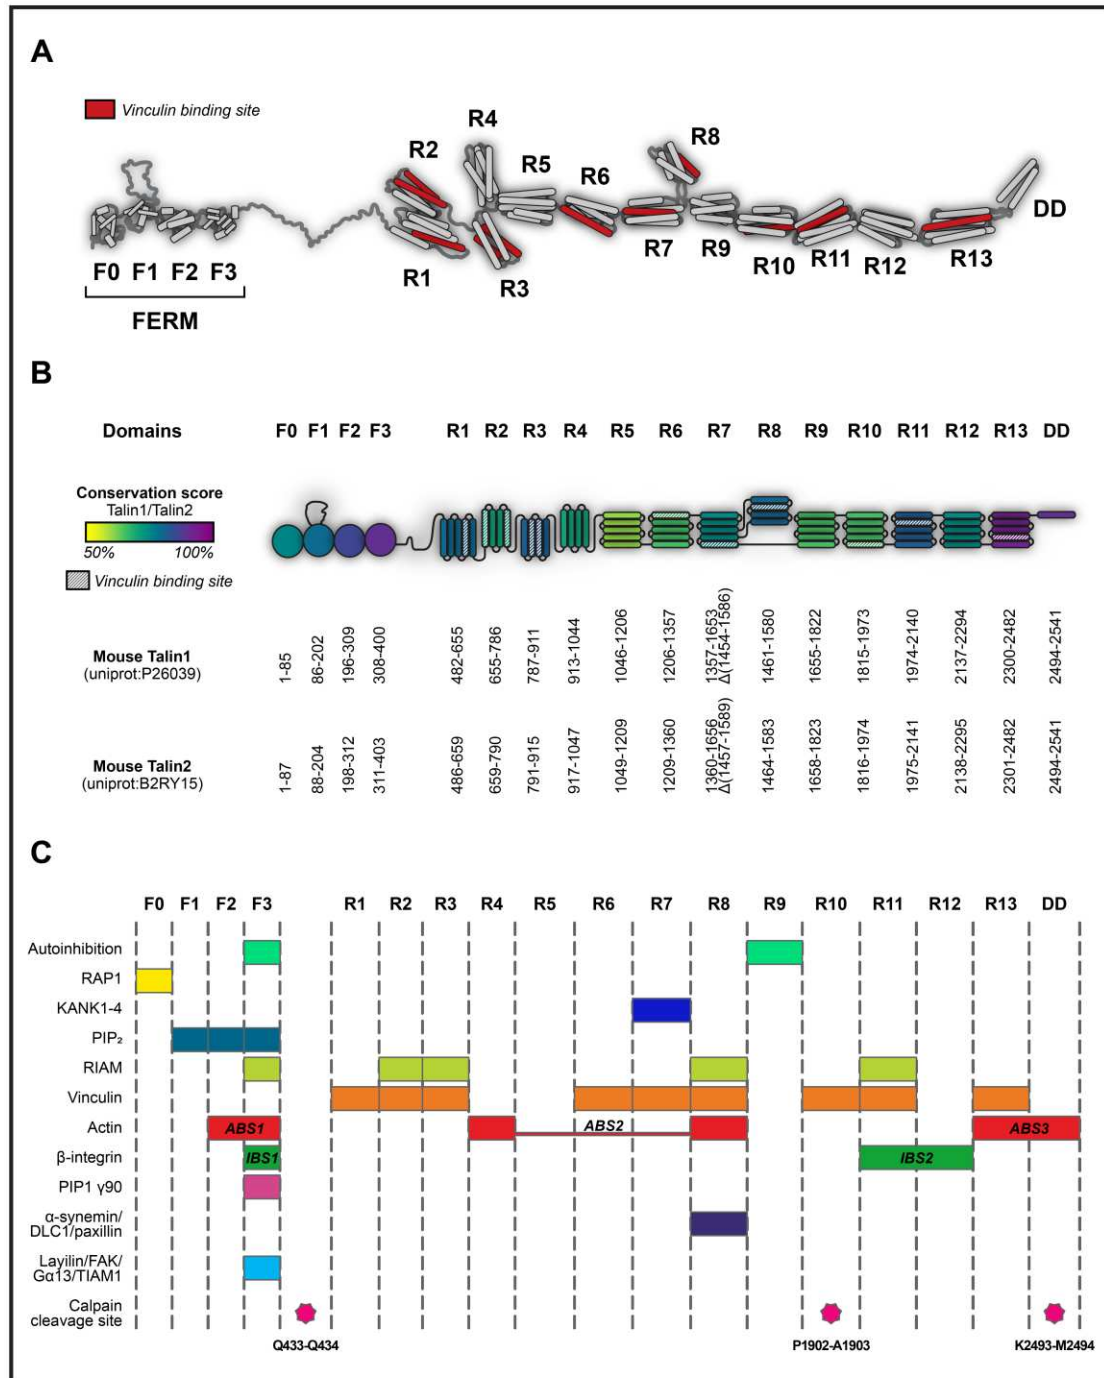 A
Vinculin binding site
R4
R8
R2
R5
R6
DD
R7
R9
F0 F1 F2 F3
R1
R10
R11
R12
R13
R3
FERM
B
Domains
F0 F1 F2 F3 R1 R2 R3 R4 R5 R6 R7 R8 R9 R10 R11 R12 R13 DD
Conservation score
Talin1/Talin2
50% 100%
Vinculin binding site
Mouse Talin1
(uniprot:P26039)
1-85
86-202
196-309
308-400
482-655
655-786
787-911
913-1044
1046-1206
1206-1357
1357-1653
Δ(1454-1586)
1461-1580
1655-1822
1815-1973
1974-2140
2137-2294
2300-2482
2494-2541
Mouse Talin2
(uniprot:B2RY15)
1-87
88-204
198-312
311-403
486-659
659-790
791-915
917-1047
1049-1209
1209-1360
1360-1656
Δ(1457-1589)
1464-1583
1658-1823
1816-1974
1975-2141
2138-2295
2301-2482
2494-2541
C
F0 F1 F2 F3 R1 R2 R3 R4 R5 R6 R7 R8 R9 R10 R11 R12 R13 DD
Autoinhibition
RAP1
KANK1-4
PIP₂
RIAM
Vinculin
Actin ABS1 ABS2 ABS3
β-integrin IBS1 IBS2
PIP1 γ90
α-synemin/
DLC1/paxillin
Layilin/FAK/
Gα13/TIAM1
Calpain
cleavage site
Q433-Q434 P1902-A1903 K2493-M2494